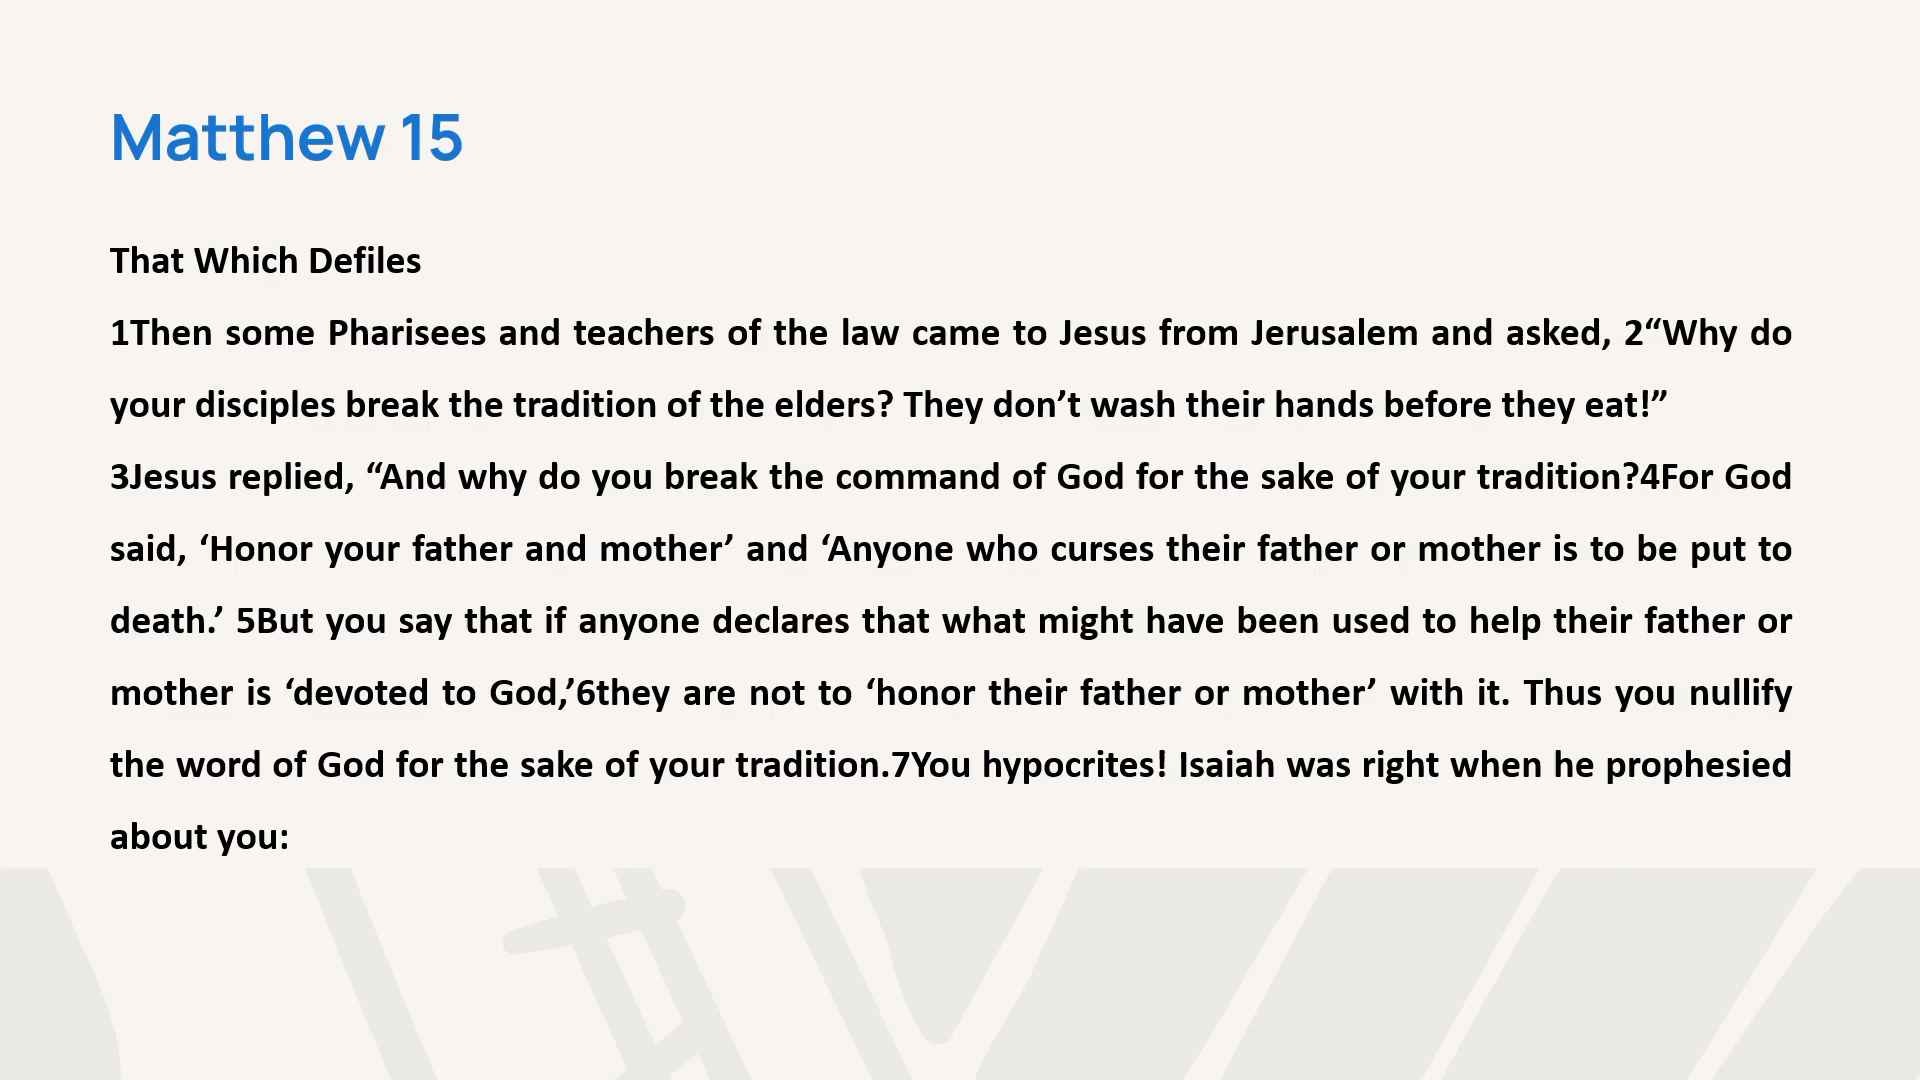 Matthew 15
That Which Defiles
1Then some Pharisees and teachers of the law came to Jesus from Jerusalem and asked, 2“Why do
your disciples break the tradition of the elders? They don’t wash their hands before they eat!”
3Jesus replied, “And why do you break the command of God for the sake of your tradition?4For God
said, ‘Honor your father and mother’ and ‘Anyone who curses their father or mother is to be put to
death.’ 5But you say that if anyone declares that what might have been used to help their father or
mother is ‘devoted to God,’6they are not to ‘honor their father or mother’ with it. Thus you nullify
the word of God for the sake of your tradition.7You hypocrites! Isaiah was right when he prophesied
about you: